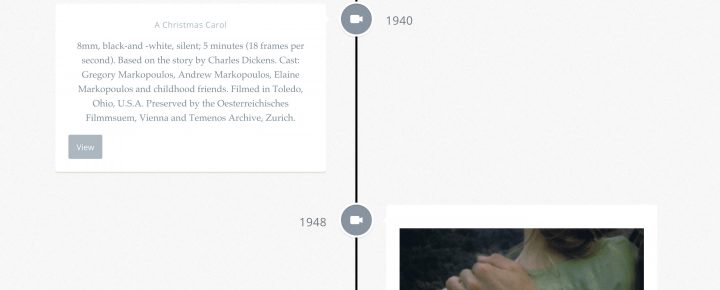 A Christmas Carol
1940
8mm, black-and -white, silent; 5 minutes (18 frames per
second). Based on the story by Charles Dickens. Cast:
Gregory Markopoulos, Andrew Markopoulos, Elaine
Markopoulos and childhood friends. Filmed in Toledo,
Ohio, U.S.A. Preserved by the Oesterreichisches
Filmmsuem, Vienna and Temenos Archive, Zurich.
View
1948